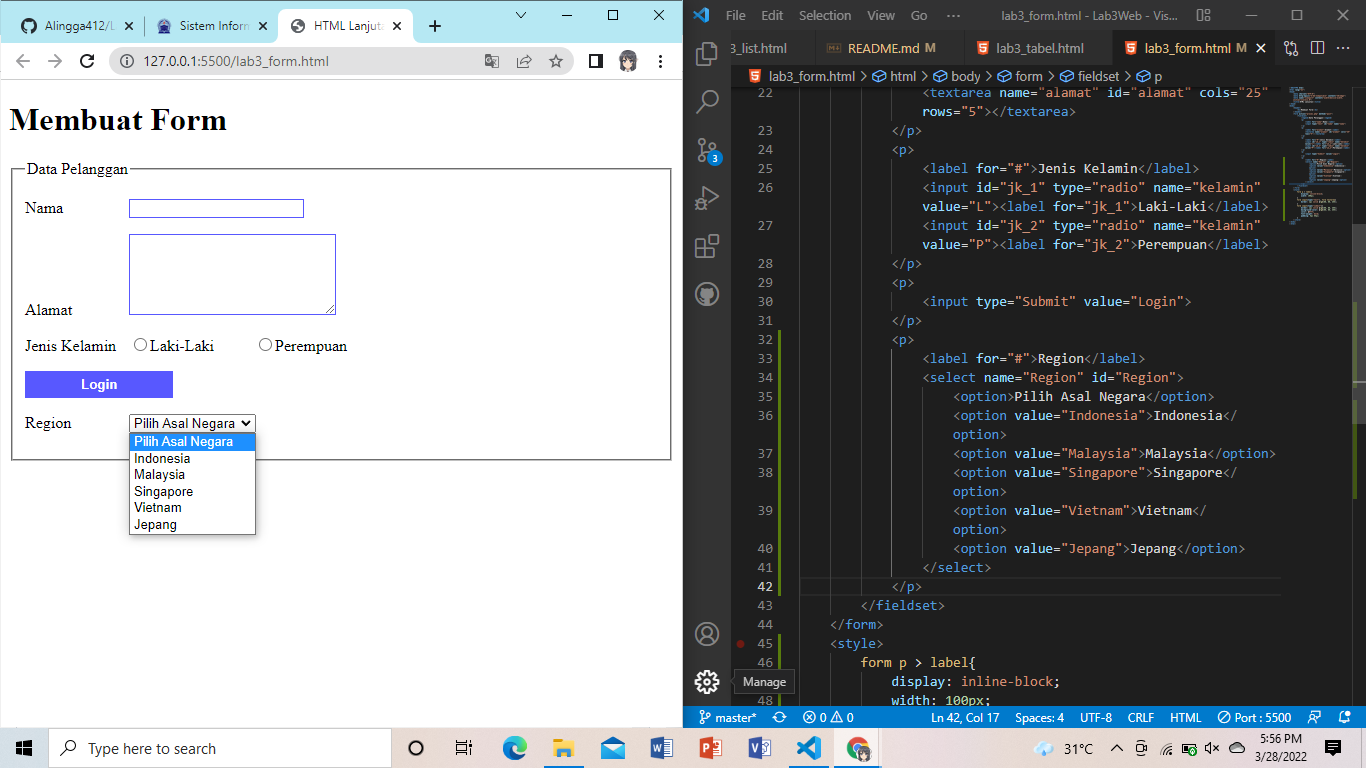 Alingga412/L
Sistem Inform
HTML Lanjuta
127.0.0.1:5500/lab3_form.html
Membuat Form
Data Pelanggan
Nama
Alamat
Jenis Kelamin
Laki-Laki
Perempuan
Login
Region
Pilih Asal Negara
Pilih Asal Negara
Indonesia
Malaysia
Singapore
Vietnam
Jepang
File Edit Selection View Go ··· lab3_form.html - Lab3Web - Vis...
3_list.html
README.md M
lab3_tabel.html
lab3_form.html M
lab3_form.html > html > body > form > fieldset > p
22 <textarea name="alamat" id="alamat" cols="25"
rows="5"></textarea>
23 </p>
24 <p>
25 <label for="#">Jenis Kelamin</label>
26 <input id="jk_1" type="radio" name="kelamin"
value="L"><label for="jk_1">Laki-Laki</label>
27 <input id="jk_2" type="radio" name="kelamin"
value="P"><label for="jk_2">Perempuan</label>
28 </p>
29 <p>
30 <input type="Submit" value="Login">
31 </p>
32 <p>
33 <label for="#">Region</label>
34 <select name="Region" id="Region">
35 <option>Pilih Asal Negara</option>
36 <option value="Indonesia">Indonesia</
option>
37 <option value="Malaysia">Malaysia</option>
38 <option value="Singapore">Singapore</
option>
39 <option value="Vietnam">Vietnam</
option>
40 <option value="Jepang">Jepang</option>
41 </select>
42 </p>
43 </fieldset>
44 </form>
45 <style>
46 form p > label{
display: inline-block;
48 width: 100px;
3
Manage
master* 0 0 Ln 42, Col 17 Spaces: 4 UTF-8 CRLF HTML Port : 5500
Type here to search
31°C
5:56 PM
3/28/2022